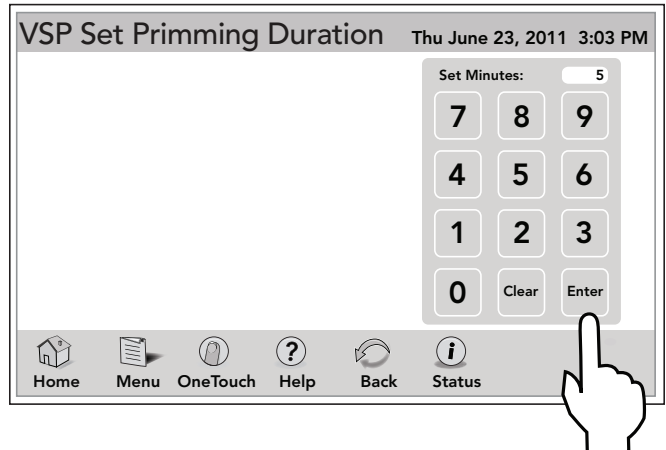 VSP Set Primming Duration Thu June 23, 2011 3:03 PM
Set Minutes: 5
7 8 9
4 5 6
1 2 3
0 Clear Enter
Home Menu OneTouch Help Back Status